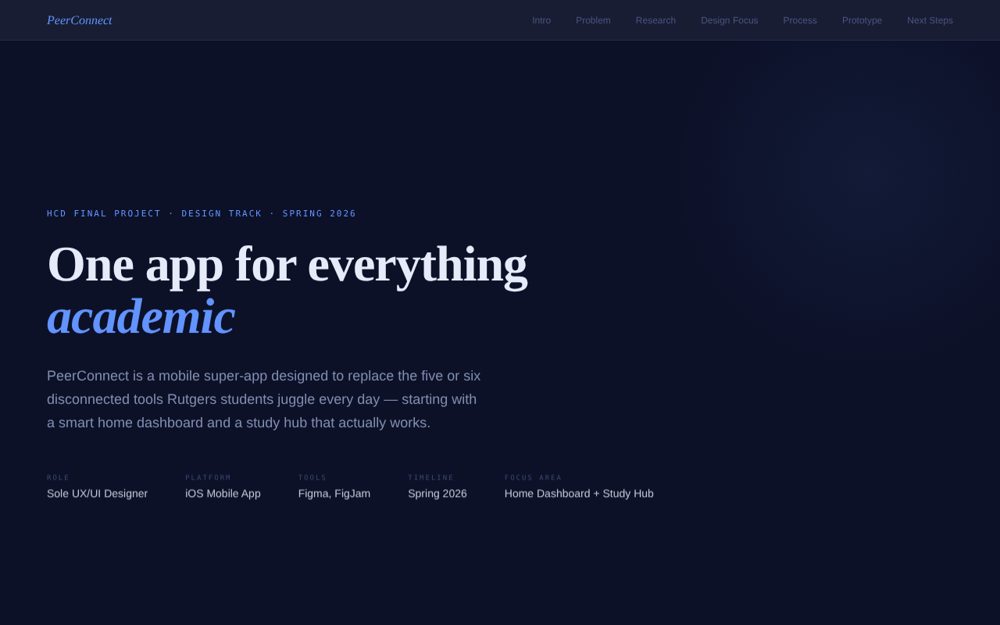 PeerConnect
Intro Problem Research Design Focus Process Prototype Next Steps
HCD FINAL PROJECT · DESIGN TRACK · SPRING 2026
One app for everything
academic
PeerConnect is a mobile super-app designed to replace the five or six
disconnected tools Rutgers students juggle every day — starting with
a smart home dashboard and a study hub that actually works.
ROLE PLATFORM TOOLS TIMELINE FOCUS AREA
Sole UX/UI Designer iOS Mobile App Figma, FigJam Spring 2026 Home Dashboard + Study Hub